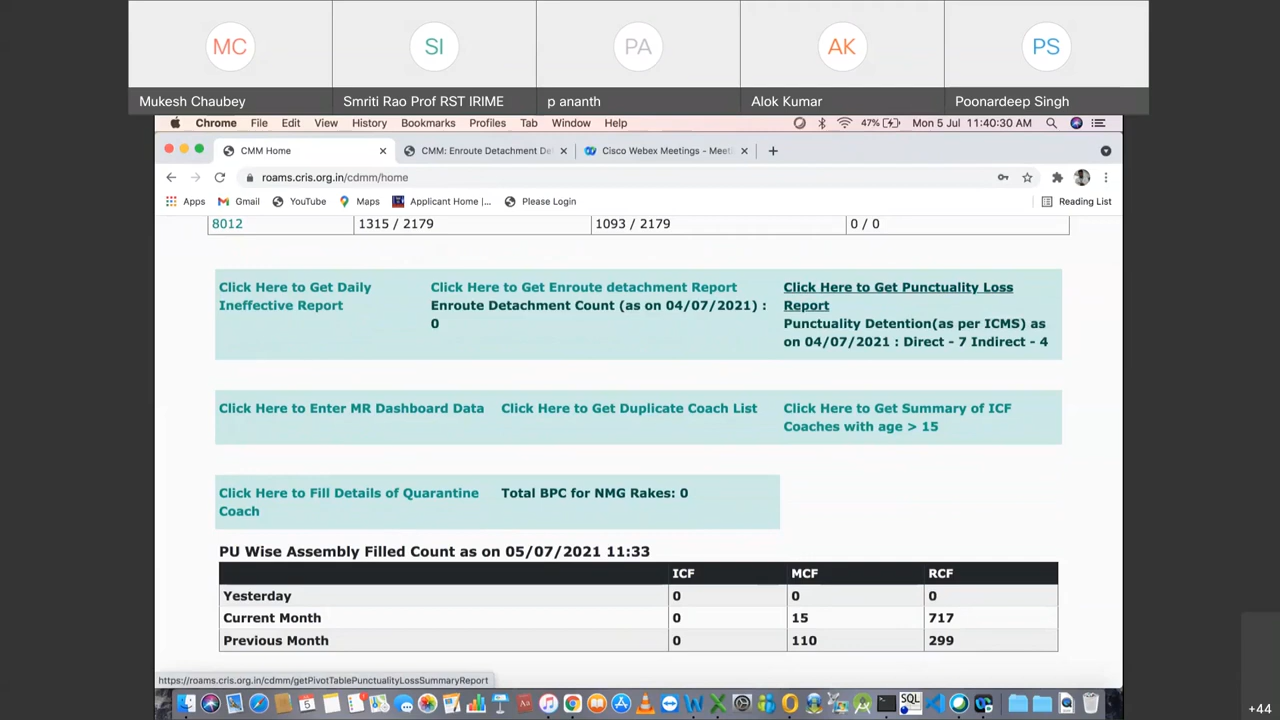 MC
SI
PA
AK
PS
Mukesh Chaubey
Smriti Rao Prof RST IRIME
p ananth
Alok Kumar
Poonardeep Singh
Chrome File Edit View History Bookmarks Profiles Tab Window Help
47% Mon 5 Jul 11:40:30 AM
CMM Home
CMM: Enroute Detachment De
Cisco Webex Meetings - Meeti
roams.cris.org.in/cdmm/home
Apps Gmail YouTube Maps Applicant Home |... Please Login Reading List
8012 1315 / 2179 1093 / 2179 0 / 0
Click Here to Get Daily
Ineffective Report
Click Here to Get Enroute detachment Report
Enroute Detachment Count (as on 04/07/2021) :
0
Click Here to Get Punctuality Loss
Report
Punctuality Detention(as per ICMS) as
on 04/07/2021 : Direct - 7 Indirect - 4
Click Here to Enter MR Dashboard Data
Click Here to Get Duplicate Coach List
Click Here to Get Summary of ICF
Coaches with age > 15
Click Here to Fill Details of Quarantine
Coach
Total BPC for NMG Rakes: 0
PU Wise Assembly Filled Count as on 05/07/2021 11:33
ICF MCF RCF
Yesterday 0 0 0
Current Month 0 15 717
Previous Month 0 110 299
https://roams.cris.org.in/cdmm/getPivotTablePunctualityLossSummaryReport
5
SQL
+44